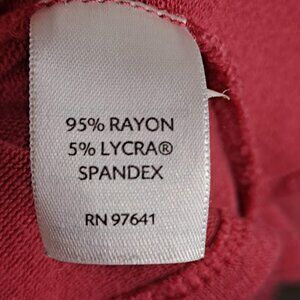 95% RAYON
5% LYCRA®
SPANDEX
RN 97641